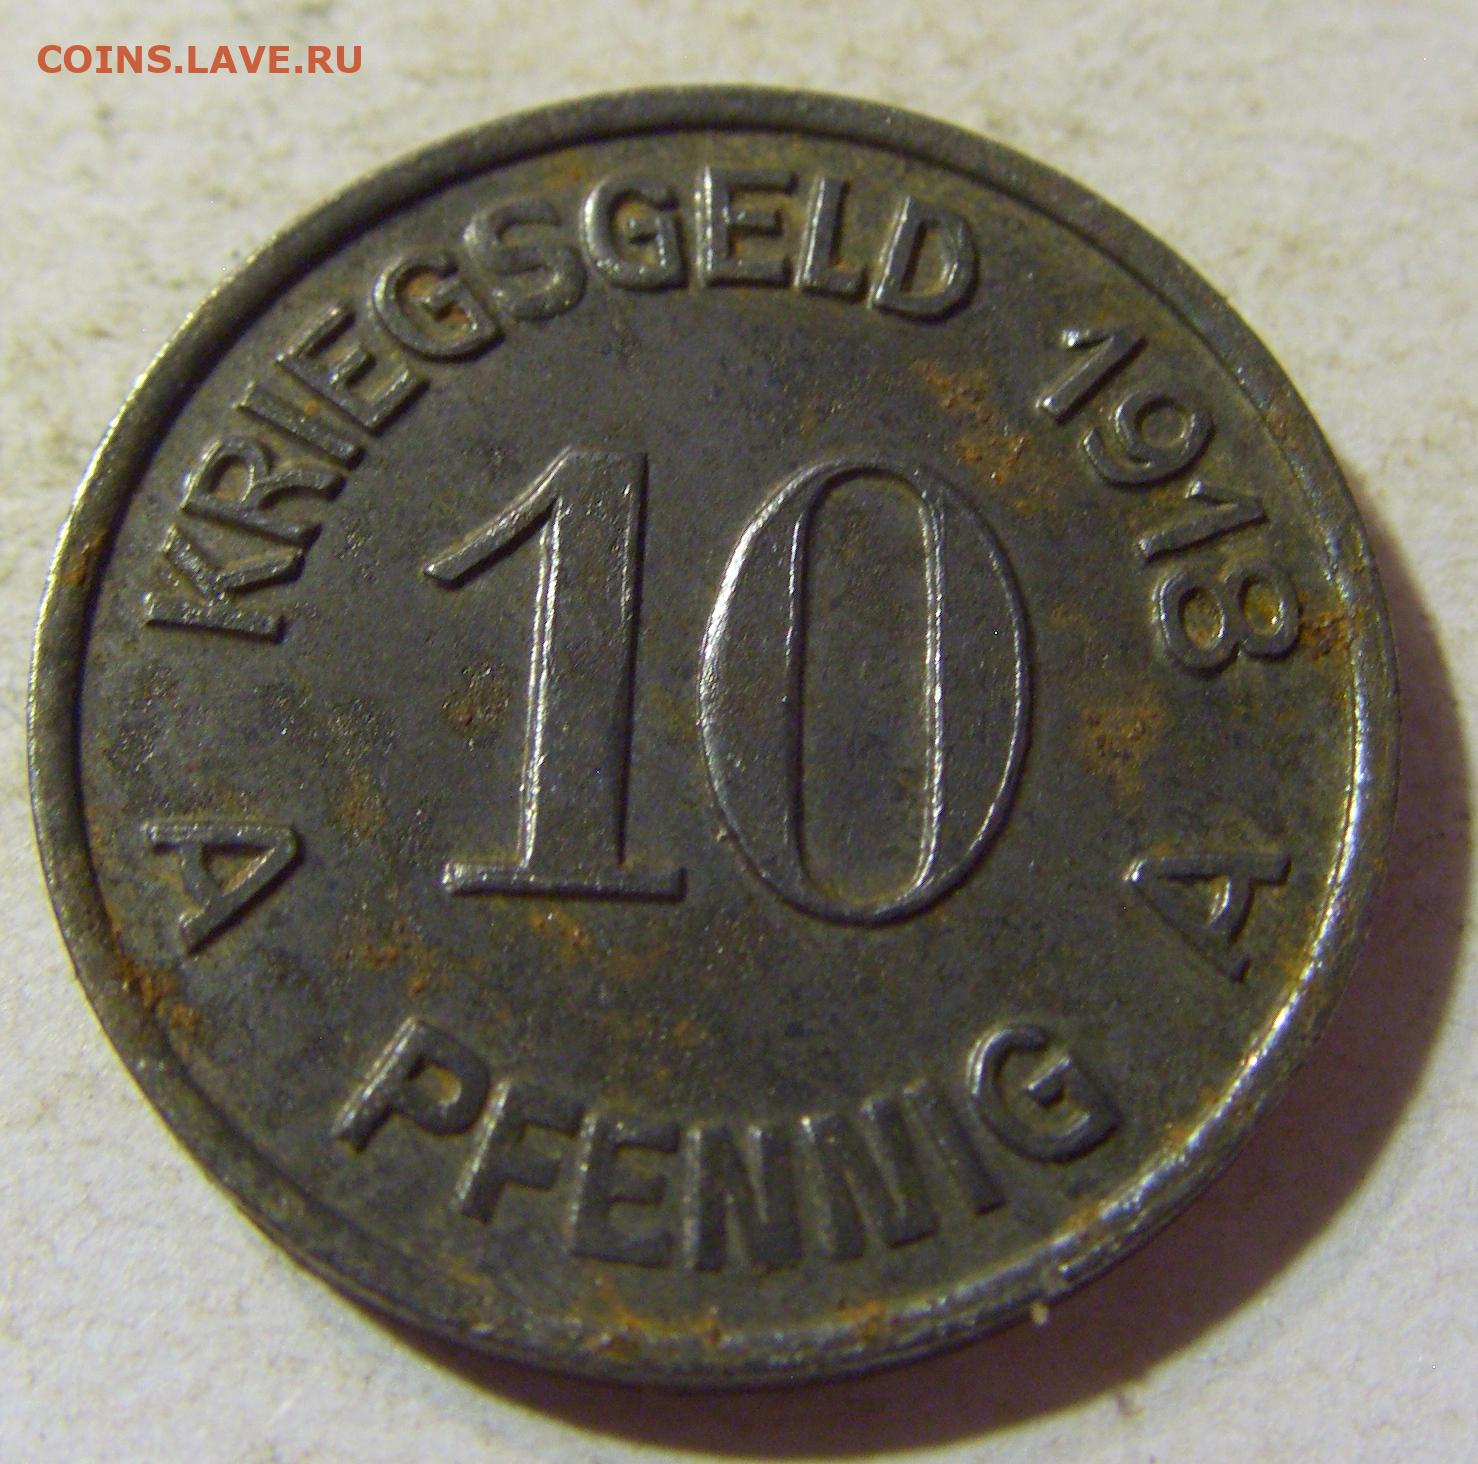 COINS.LAVE.RU
KRIEGSGELD 1918
10
A A
PFENNIG